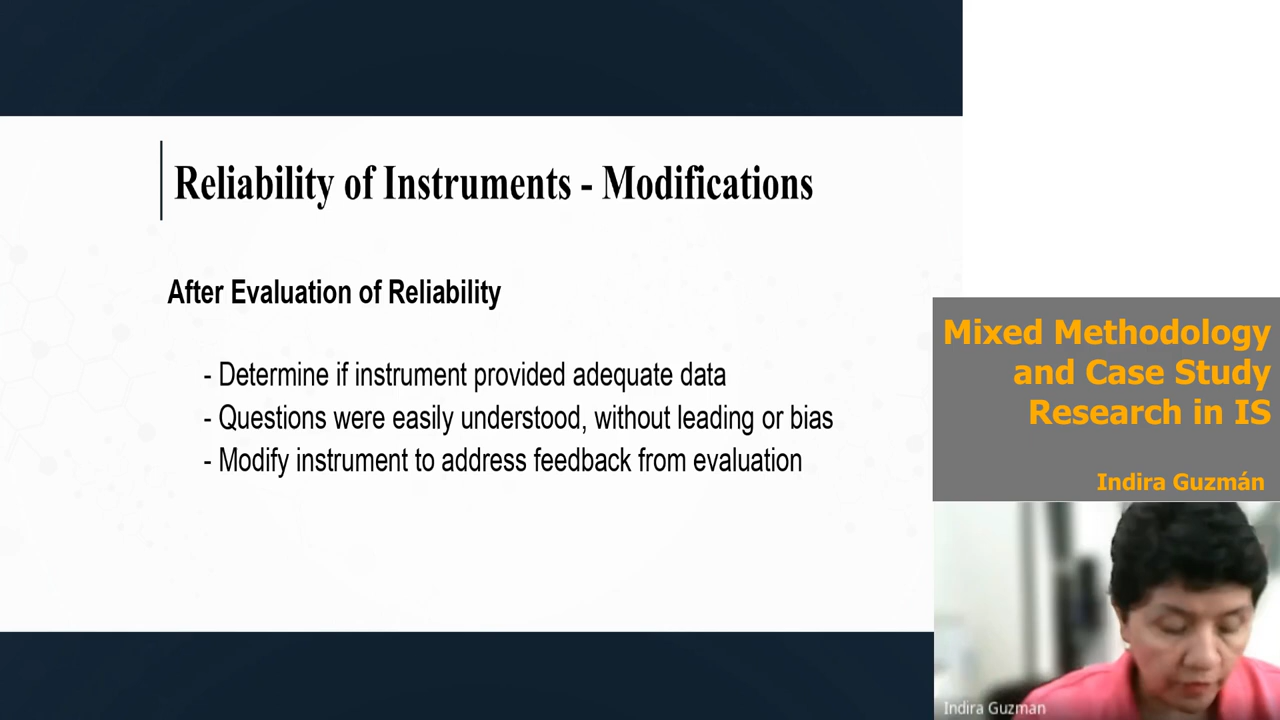 Reliability of Instruments - Modifications
After Evaluation of Reliability
- Determine if instrument provided adequate data
- Questions were easily understood, without leading or bias
- Modify instrument to address feedback from evaluation
Mixed Methodology
and Case Study
Research in IS
Indira Guzmán
Indira Guzman